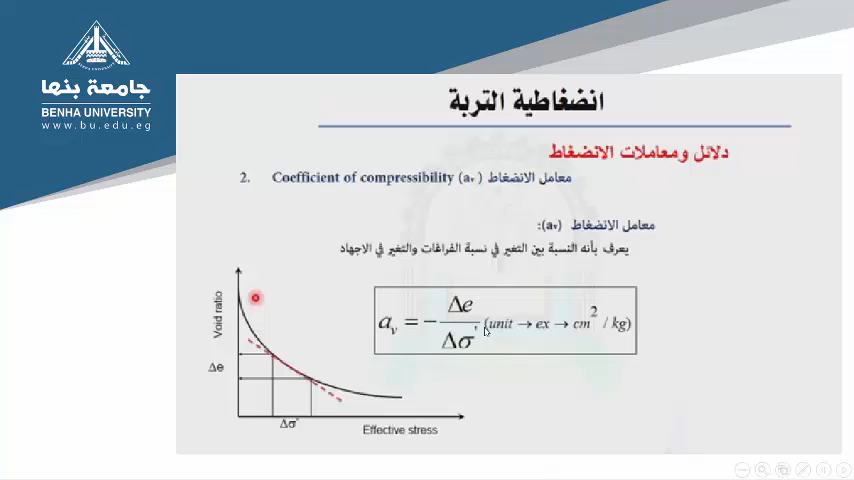 جامعة بنها
BENHA UNIVERSITY
www.bu.edu.eg
انضغاطية التربة
دلائل ومعاملات الانضغاط
2. Coefficient of compressibility (av) معامل الانضغاط
معامل الانضغاط (av):
يعرف بأنه النسبة بين التغير في نسبة الفراغات والتغير في الاجهاد
av = − Δe / Δσ' (unit → ex → cm² / kg)
Void ratio
Δe
Δσ'
Effective stress